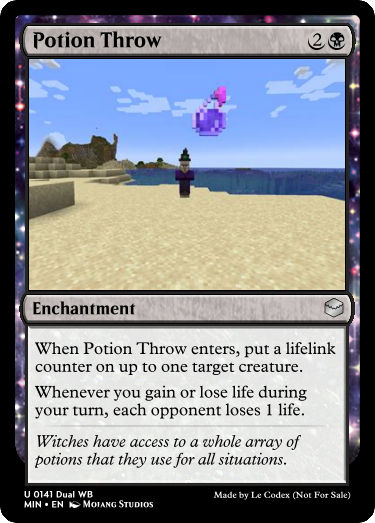 Potion Throw 2
Enchantment
When Potion Throw enters, put a lifelink
counter on up to one target creature.
Whenever you gain or lose life during
your turn, each opponent loses 1 life.
Witches have access to a whole array of
potions that they use for all situations.
U 0141 Dual WB
MIN • EN Mojang Studios
Made by Le Codex (Not For Sale)